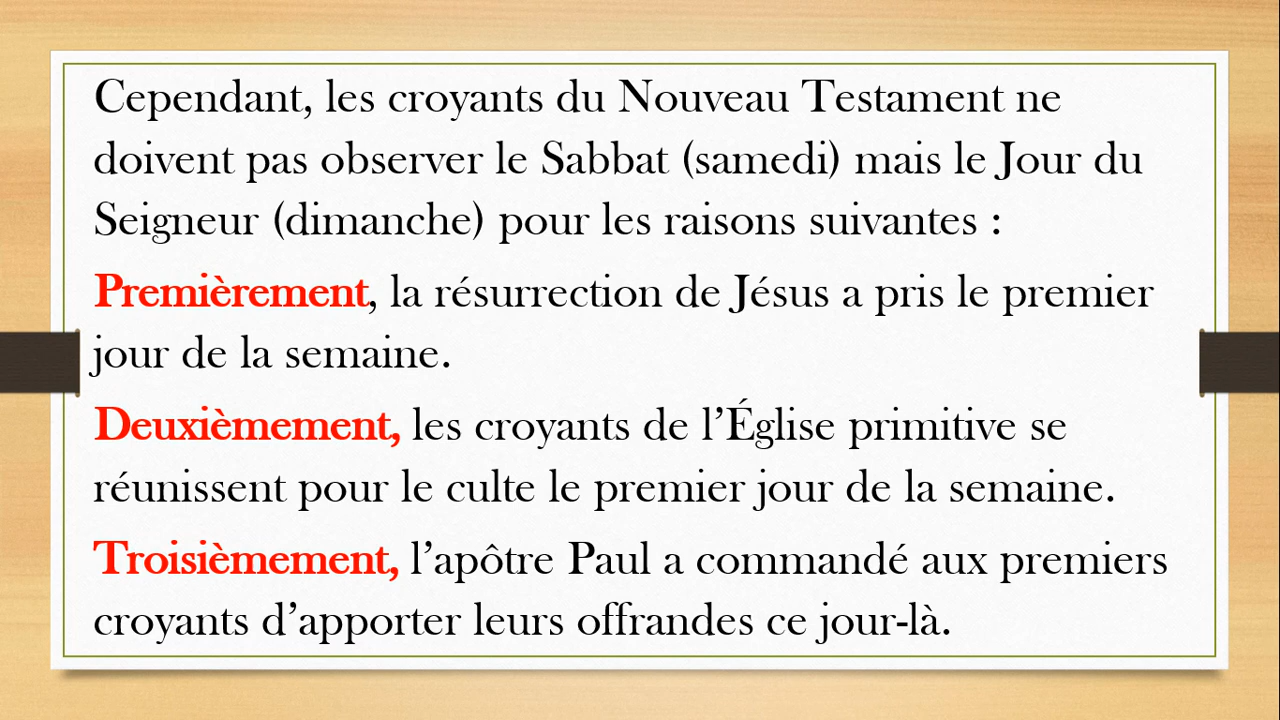 Cependant, les croyants du Nouveau Testament ne
doivent pas observer le Sabbat (samedi) mais le Jour du
Seigneur (dimanche) pour les raisons suivantes :
Premièrement, la résurrection de Jésus a pris le premier
jour de la semaine.
Deuxièmement, les croyants de l’Église primitive se
réunissent pour le culte le premier jour de la semaine.
Troisièmement, l’apôtre Paul a commandé aux premiers
croyants d’apporter leurs offrandes ce jour-là.